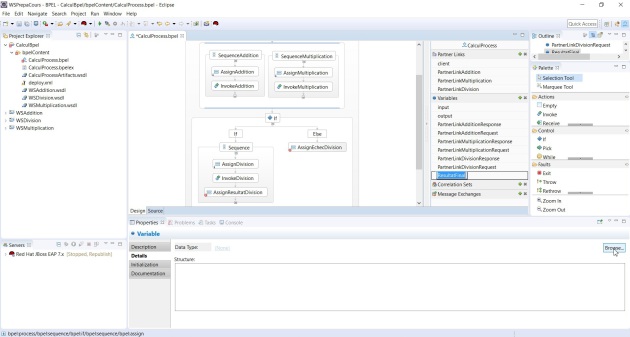 WSPrepaCours - BPEL - CalculBpel/bpelContent/CalculProcess.bpel - Eclipse
File Edit Navigate Search Project Run Window Help
Quick Access
Project Explorer
CalculBpel
bpelContent
CalculProcess.bpel
CalculProcess.bpelex
CalculProcessArtifacts.wsdl
deploy.xml
WSAddition.wsdl
WSDivision.wsdl
WSMultiplication.wsdl
WSAddition
WSDivision
WSMultiplication
Servers
Red Hat JBoss EAP 7.x [Stopped, Republish]
*CalculProcess.bpel
SequenceAddition
AssignAddition
InvokeAddition
SequenceMultiplication
AssignMultiplication
InvokeMultiplication
If
If
Else
Sequence
AssignEchecDivision
AssignDivision
InvokeDivision
AssignResultatDivision
Design Source
CalculProcess
Partner Links
client
PartnerLinkAddition
PartnerLinkMultiplication
PartnerLinkDivision
Variables
input
output
PartnerLinkAdditionResponse
PartnerLinkAdditionRequest
PartnerLinkMultiplicationResponse
PartnerLinkMultiplicationRequest
PartnerLinkDivisionResponse
PartnerLinkDivisionRequest
ResultatFinal
Correlation Sets
Message Exchanges
Outline
PartnerLinkDivisionRequest
ResultatFinal
Palette
Selection Tool
Marquee Tool
Actions
Empty
Invoke
Receive
Control
If
Pick
While
Faults
Exit
Throw
Rethrow
Zoom In
Zoom Out
Properties Problems Tasks Console
Variable
Description
Details
Initialization
Documentation
Data Type: (None)
Browse...
Structure:
bpel:process/bpel:sequence/bpel:if/bpel:sequence/bpel:assign